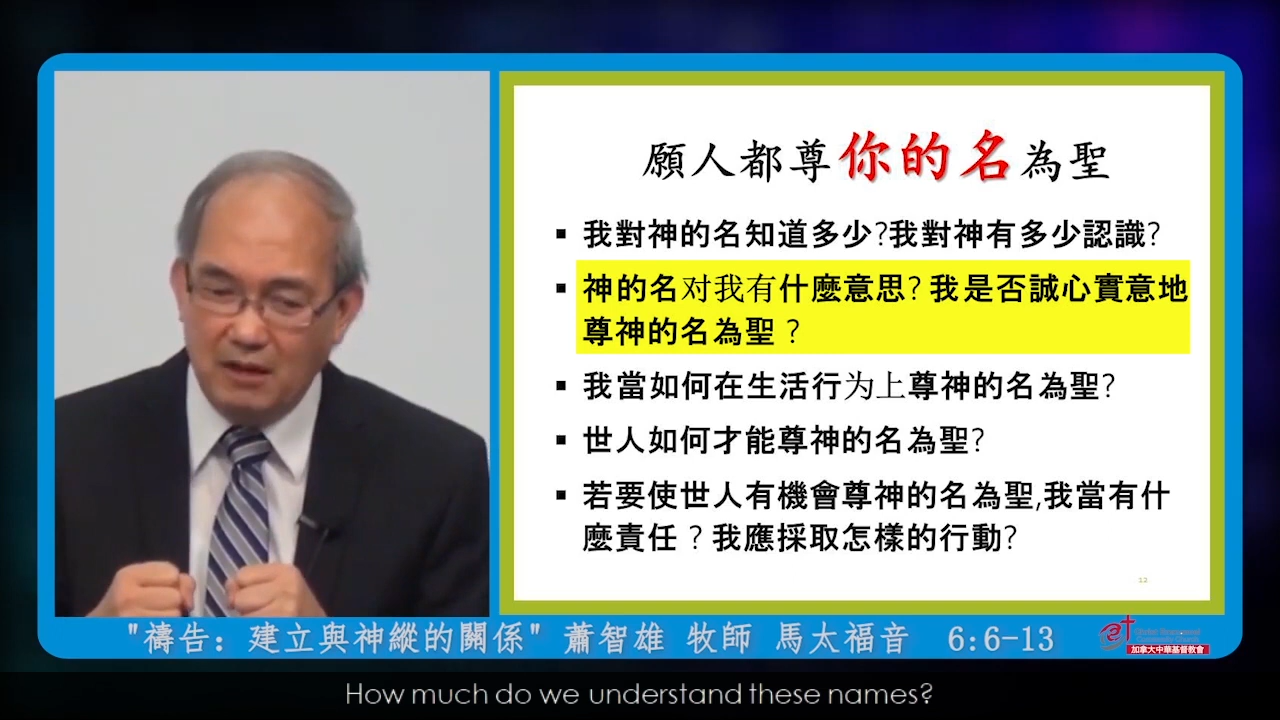 願人都尊你的名為聖
▪ 我對神的名知道多少?我對神有多少認識?
▪ 神的名对我有什麼意思? 我是否誠心實意地
尊神的名為聖 ?
▪ 我當如何在生活行为上尊神的名為聖?
▪ 世人如何才能尊神的名為聖?
▪ 若要使世人有機會尊神的名為聖,我當有什
麼責任 ? 我應採取怎樣的行動?
12
"禱告: 建立與神縱的關係" 蕭智雄 牧師 馬太福音 6:6-13
加拿大中華基督教會
How much do we understand these names?